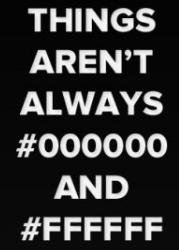 THINGS
AREN'T
ALWAYS
#000000
AND
#FFFFFF